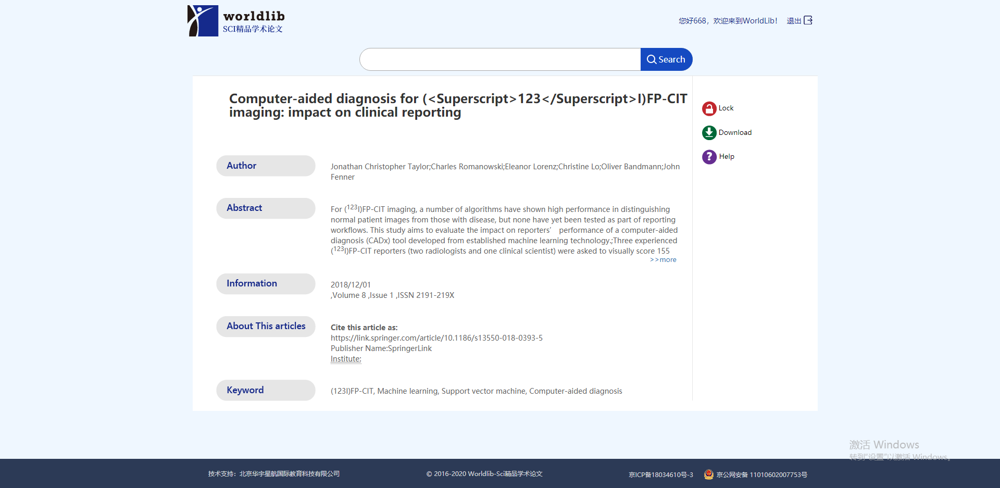 worldlib
SCI精品学术论文
您好668，欢迎来到WorldLib！ 退出
Search
Computer-aided diagnosis for (<Superscript>123</Superscript>I)FP-CIT
imaging: impact on clinical reporting
Lock
Download
Help
Author
Jonathan Christopher Taylor;Charles Romanowski;Eleanor Lorenz;Christine Lo;Oliver Bandmann;John
Fenner
Abstract
For (123I)FP-CIT imaging, a number of algorithms have shown high performance in distinguishing
normal patient images from those with disease, but none have yet been tested as part of reporting
workflows. This study aims to evaluate the impact on reporters’ performance of a computer-aided
diagnosis (CADx) tool developed from established machine learning technology.;Three experienced
(123I)FP-CIT reporters (two radiologists and one clinical scientist) were asked to visually score 155
>>more
Information
2018/12/01
,Volume 8 ,Issue 1 ,ISSN 2191-219X
About This articles
Cite this article as:
https://link.springer.com/article/10.1186/s13550-018-0393-5
Publisher Name:SpringerLink
Institute:
Keyword
(123I)FP-CIT, Machine learning, Support vector machine, Computer-aided diagnosis
激活 Windows
转到“设置”以激活 Windows。
技术支持：北京华宇星航国际教育科技有限公司
© 2016-2020 Worldlib-Sci精品学术论文
京ICP备18034610号-3
京公网安备 11010602007753号